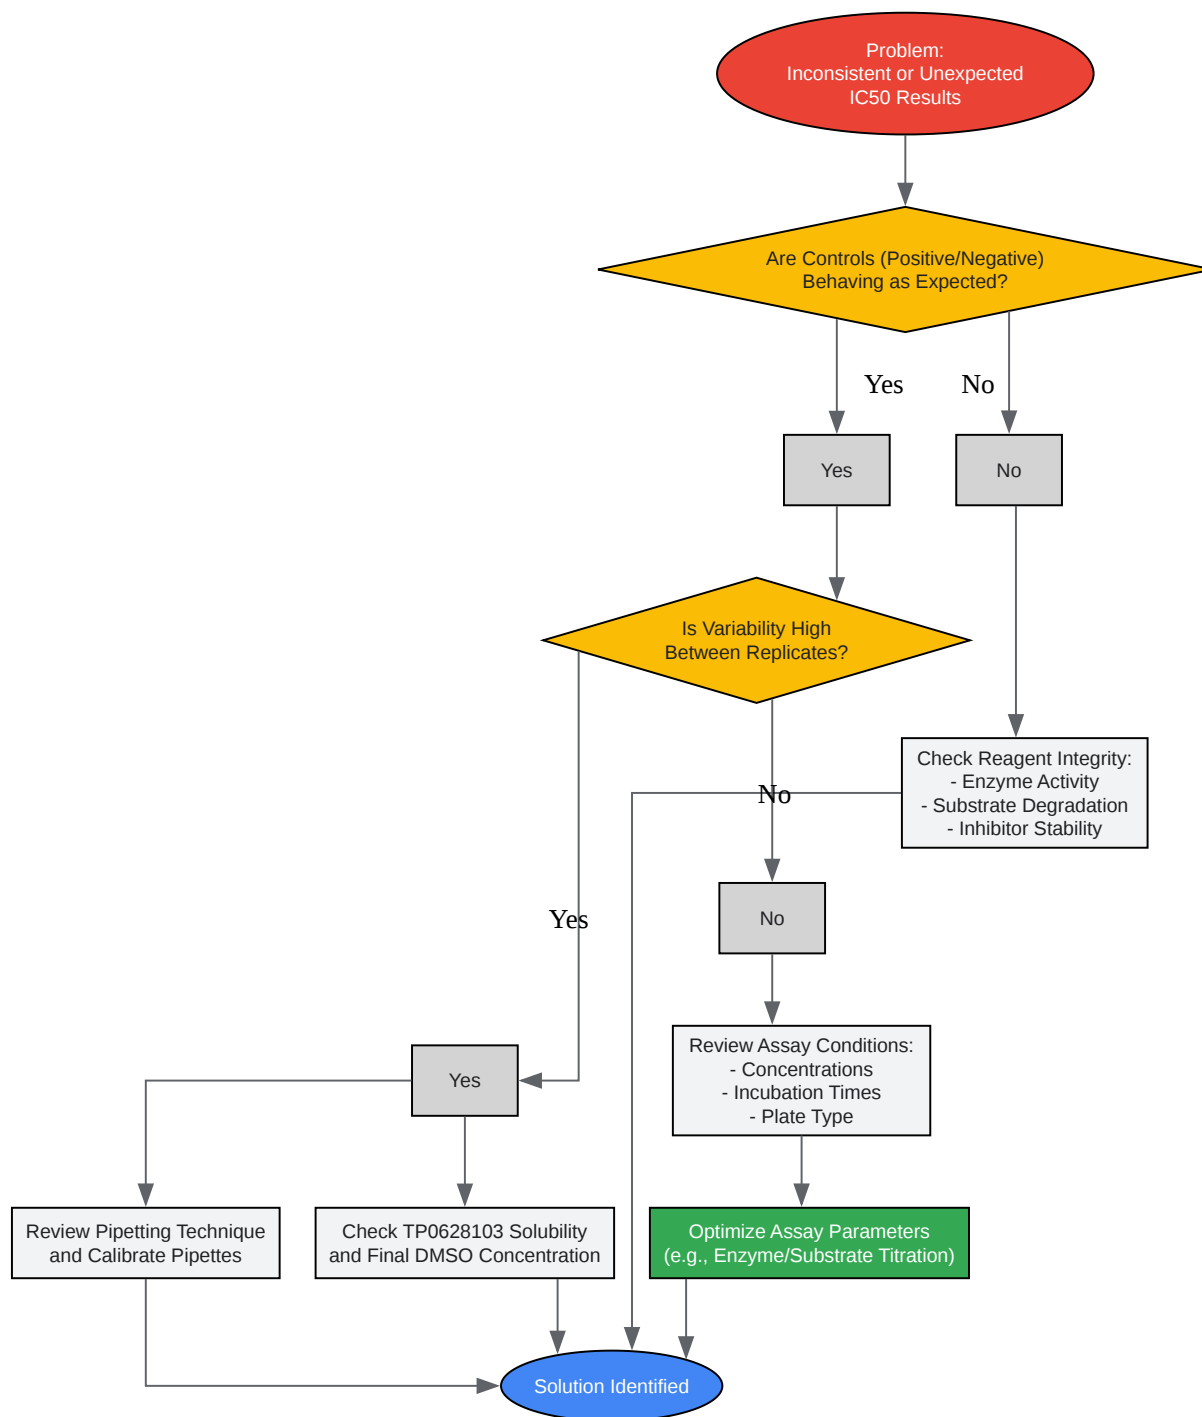 Problem:
Inconsistent or Unexpected
IC50 Results
Are Controls (Positive/Negative)
Behaving as Expected?
Yes
No
Yes
No
Is Variability High
Between Replicates?
Check Reagent Integrity:
- Enzyme Activity
- Substrate Degradation
- Inhibitor Stability
No
Yes
No
Review Assay Conditions:
- Concentrations
- Incubation Times
- Plate Type
Yes
Review Pipetting Technique
and Calibrate Pipettes
Check TP0628103 Solubility
and Final DMSO Concentration
Optimize Assay Parameters
(e.g., Enzyme/Substrate Titration)
Solution Identified